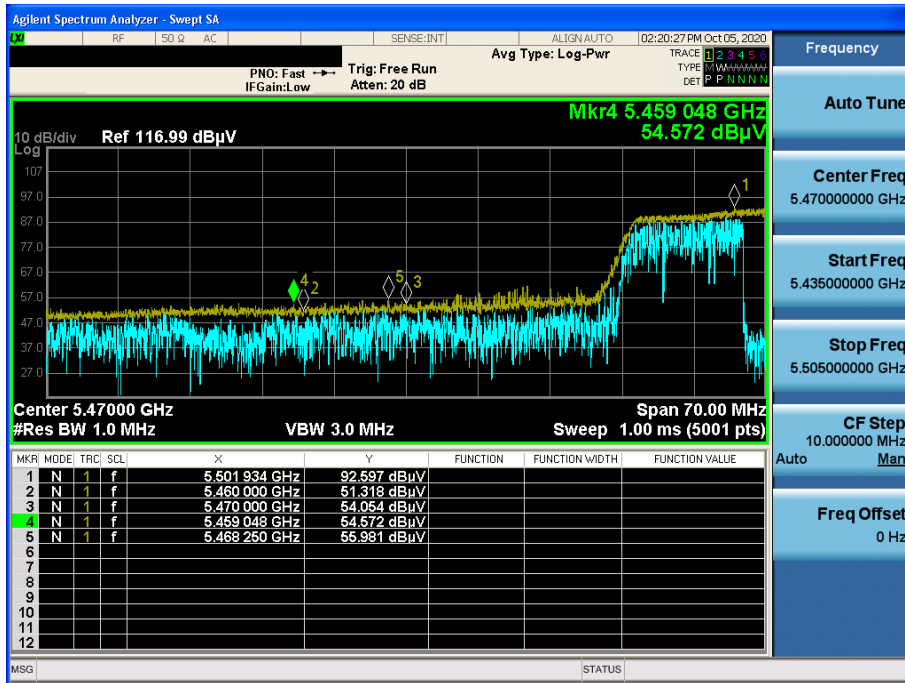 Agilent Spectrum Analyzer - Swept SA
LXI RF 50 Ω AC SENSE:INT ALIGN AUTO 02:20:27 PM Oct 05, 2020
PNO: Fast
IFGain:Low
Trig: Free Run
Atten: 20 dB
Avg Type: Log-Pwr
TRACE 1 2 3 4 5 6
TYPE M W W W W W
DET P P N N N N
Mkr4 5.459 048 GHz
54.572 dBµV
10 dB/div
Log
Ref 116.99 dBµV
107
97.0
87.0
77.0
67.0
57.0
47.0
37.0
27.0
1
4
2
5
3
Center 5.47000 GHz
Span 70.00 MHz
#Res BW 1.0 MHz
VBW 3.0 MHz
Sweep 1.00 ms (5001 pts)
MKR MODE TRC SCL X Y FUNCTION FUNCTION WIDTH FUNCTION VALUE
1 N 1 f 5.501 934 GHz 92.597 dBµV
2 N 1 f 5.460 000 GHz 51.318 dBµV
3 N 1 f 5.470 000 GHz 54.054 dBµV
4 N 1 f 5.459 048 GHz 54.572 dBµV
5 N 1 f 5.468 250 GHz 55.981 dBµV
6
7
8
9
10
11
12
MSG
STATUS
Frequency
Auto Tune
Center Freq
5.470000000 GHz
Start Freq
5.435000000 GHz
Stop Freq
5.505000000 GHz
CF Step
10.000000 MHz
Auto Man
Freq Offset
0 Hz